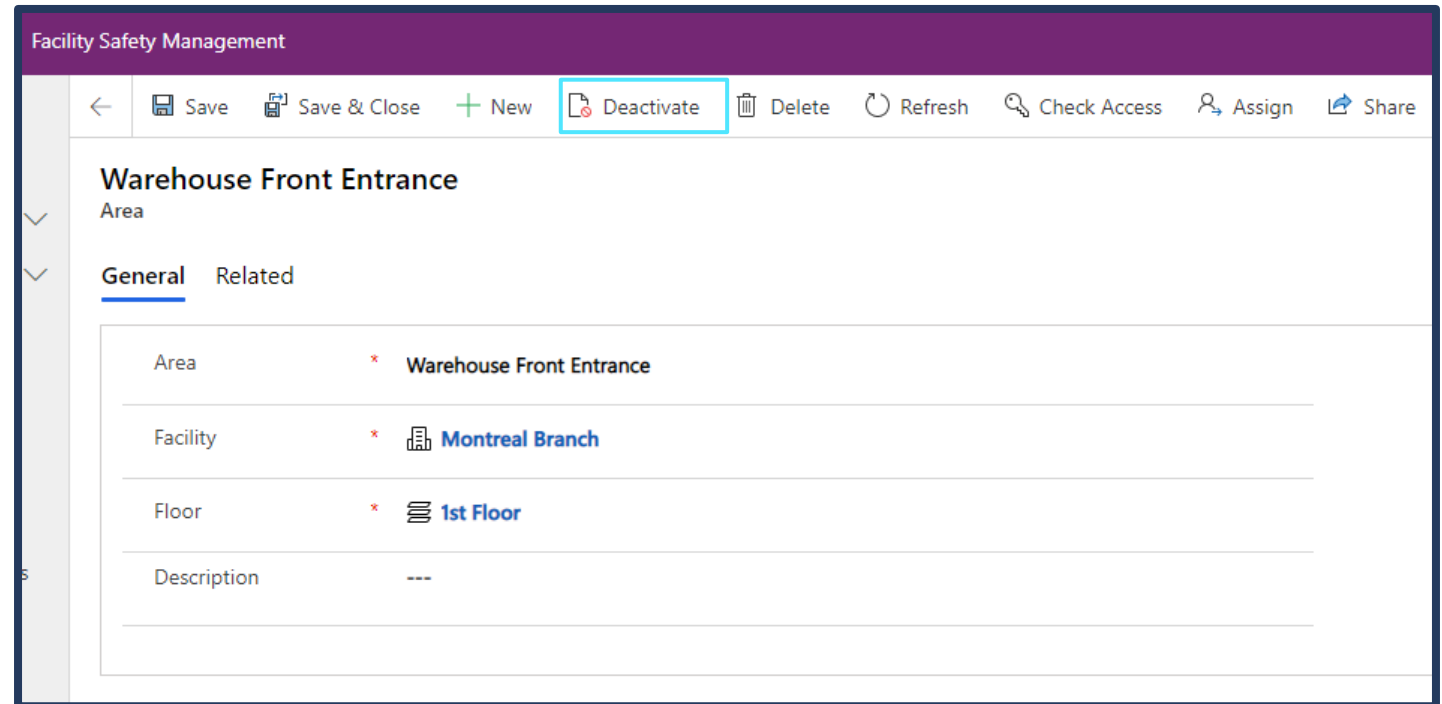 Facility Safety Management
Save Save & Close New Deactivate Delete Refresh Check Access Assign Share
Warehouse Front Entrance
Area
General Related
Area * Warehouse Front Entrance
Facility * Montreal Branch
Floor * 1st Floor
Description ---
s